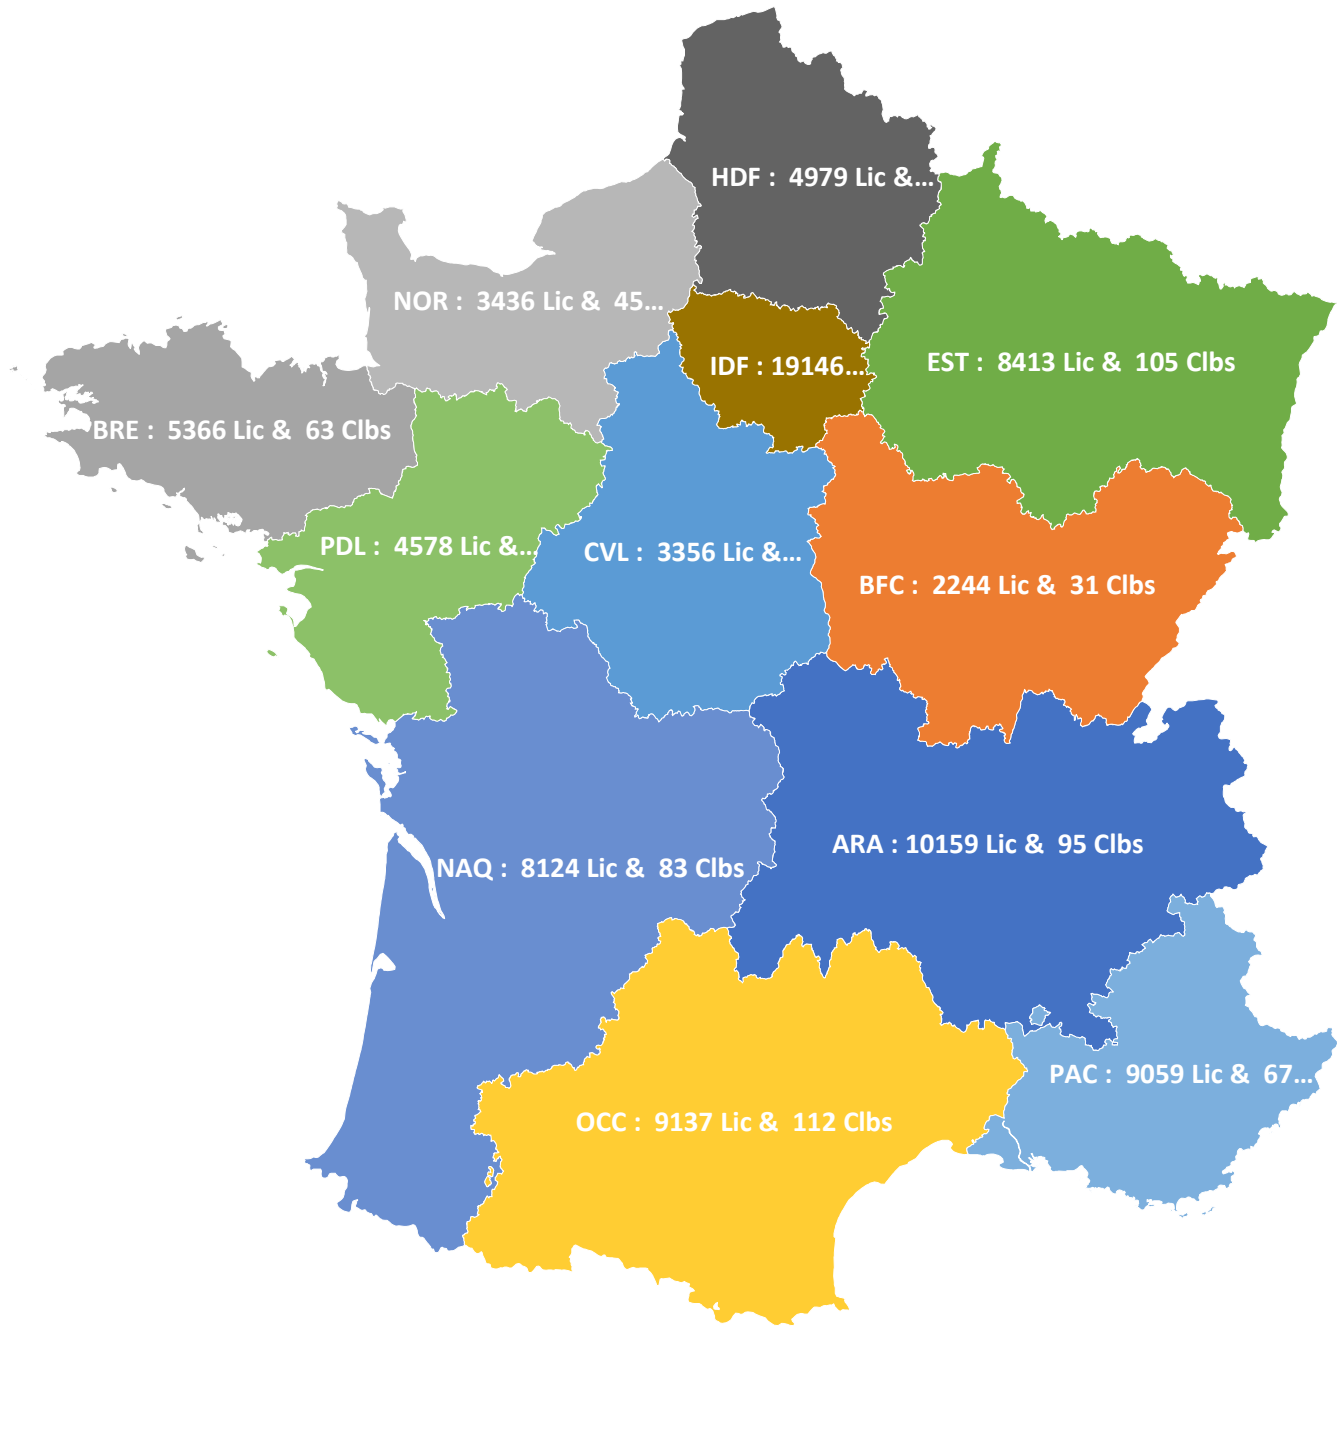 HDF : 4979 Lic &...
NOR : 3436 Lic & 45...
IDF : 19146...
EST : 8413 Lic & 105 Clbs
BRE : 5366 Lic & 63 Clbs
PDL : 4578 Lic &...
CVL : 3356 Lic &...
BFC : 2244 Lic & 31 Clbs
ARA : 10159 Lic & 95 Clbs
NAQ : 8124 Lic & 83 Clbs
PAC : 9059 Lic & 67...
OCC : 9137 Lic & 112 Clbs